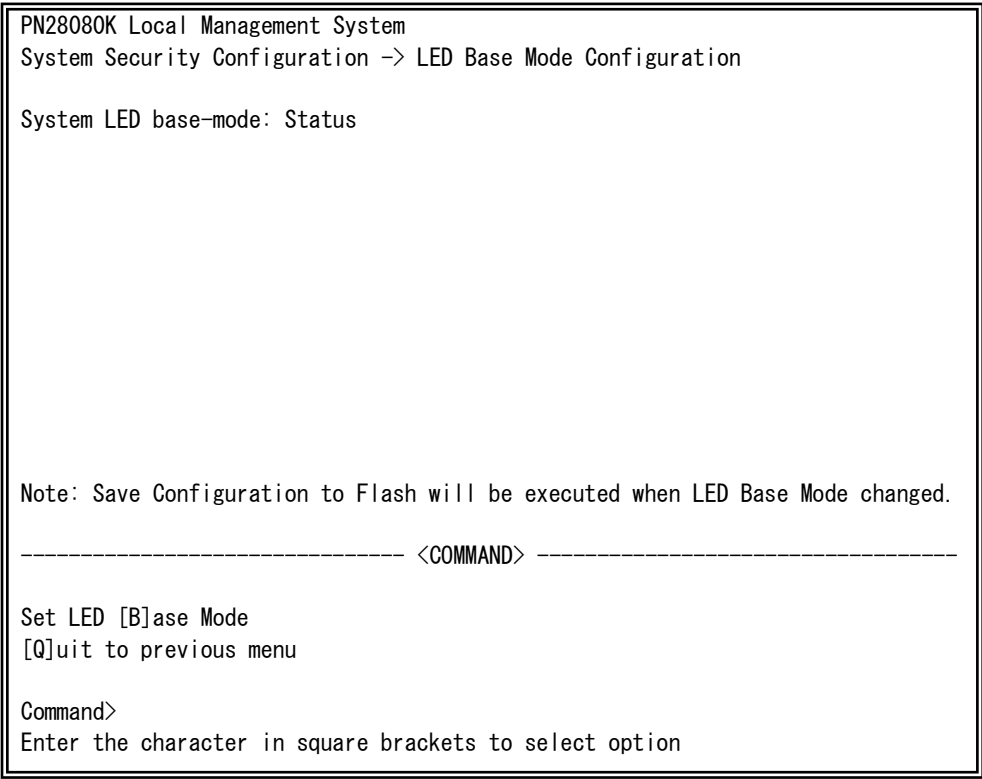 PN28080K Local Management System
System Security Configuration -> LED Base Mode Configuration
System LED base-mode: Status
Note: Save Configuration to Flash will be executed when LED Base Mode changed.
-------------------------------- <COMMAND> -----------------------------------
Set LED [B]ase Mode
[Q]uit to previous menu
Command>
Enter the character in square brackets to select option